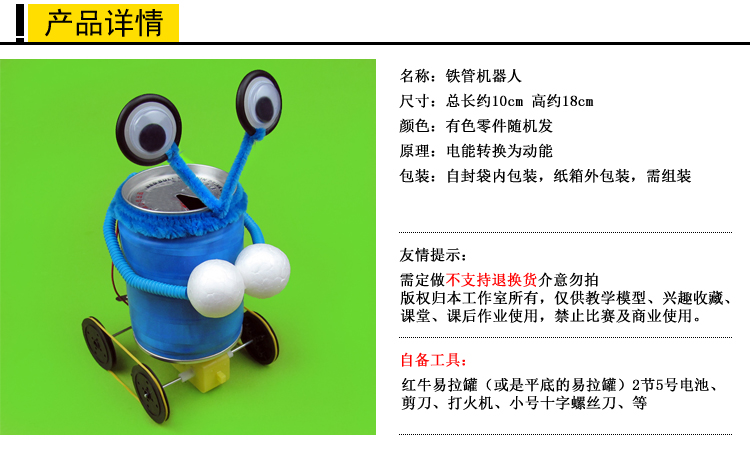 产品详情
名称：铁管机器人
尺寸：总长约10cm 高约18cm
颜色：有色零件随机发
原理：电能转换为动能
包装：自封袋内包装，纸箱外包装，需组装
友情提示：
需定做不支持退换货介意勿拍
版权归本工作室所有，仅供教学模型、兴趣收藏、
课堂、课后作业使用，禁止比赛及商业使用。
自备工具：
红牛易拉罐（或是平底的易拉罐）2节5号电池、
剪刀、打火机、小号十字螺丝刀、等